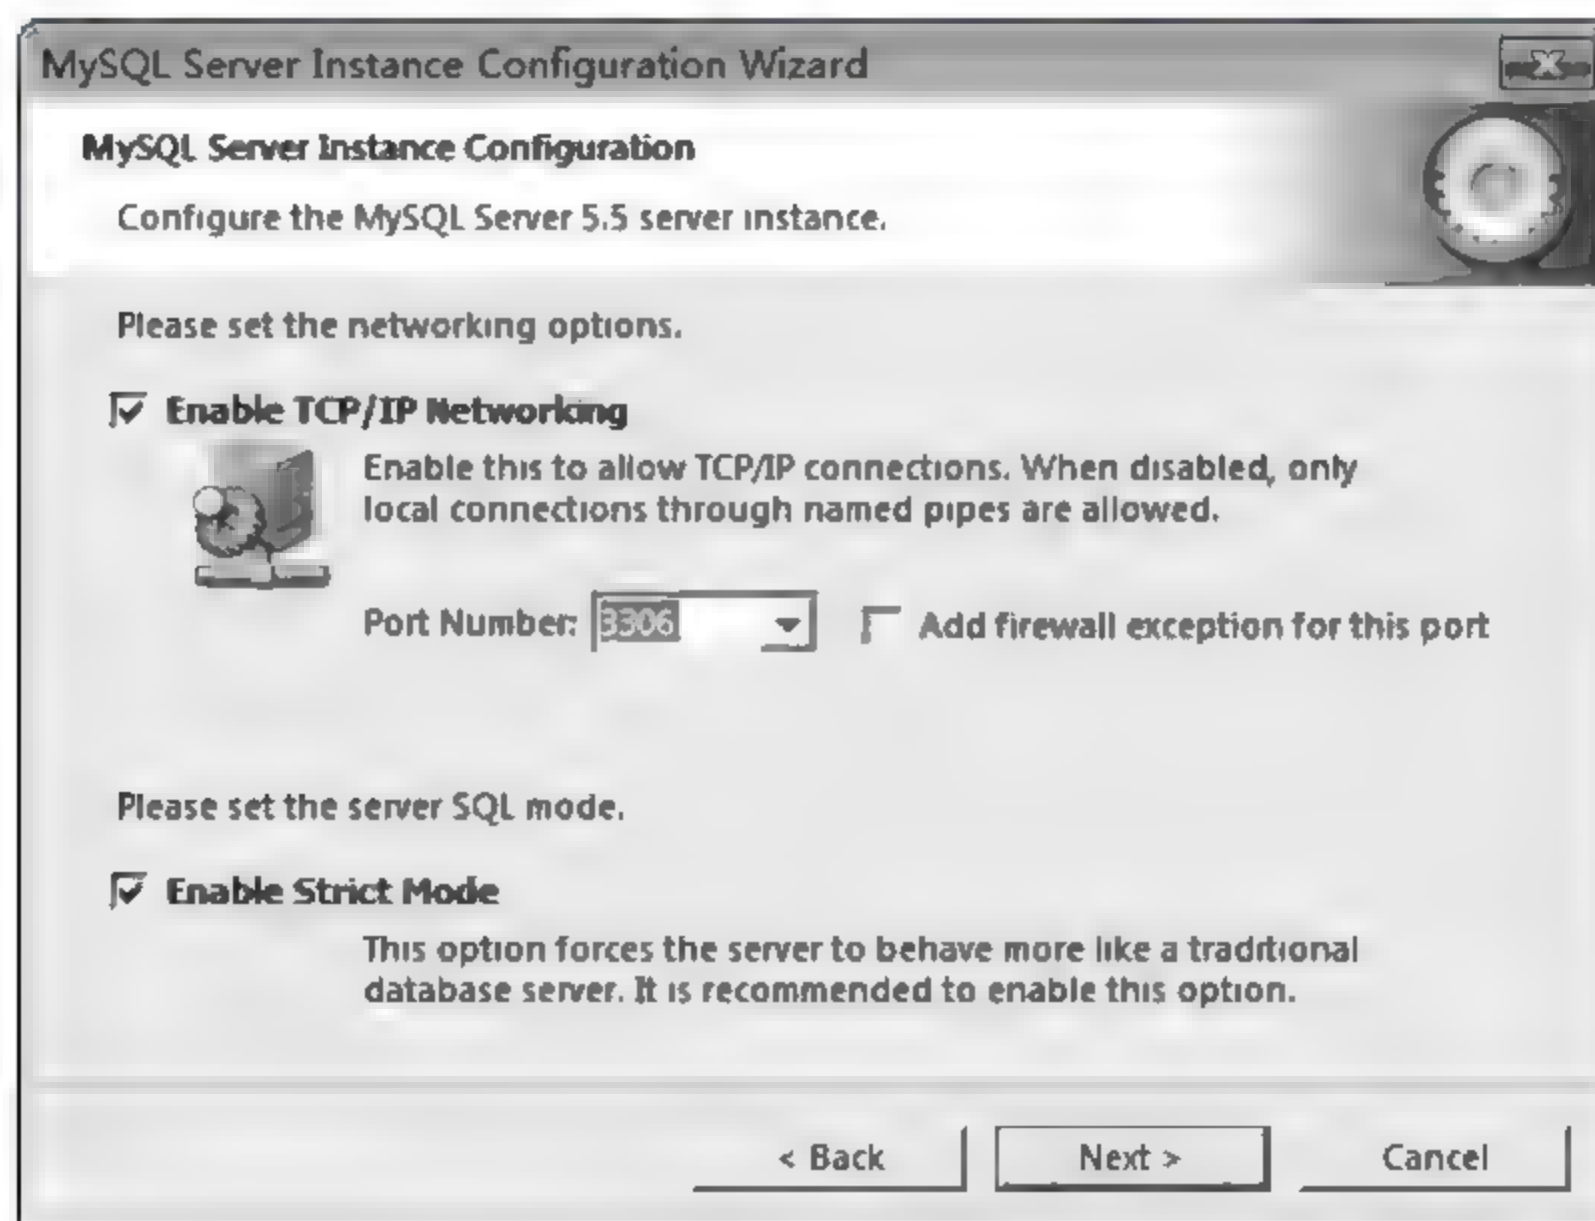 MySQL Server Instance Configuration Wizard
MySQL Server Instance Configuration
Configure the MySQL Server 5.5 server instance.
Please set the networking options.
Enable TCP/IP Networking
Enable this to allow TCP/IP connections. When disabled, only
local connections through named pipes are allowed.
Port Number: 3306 Add firewall exception for this port
Please set the server SQL mode.
Enable Strict Mode
This option forces the server to behave more like a traditional
database server. It is recommended to enable this option.
< Back Next > Cancel